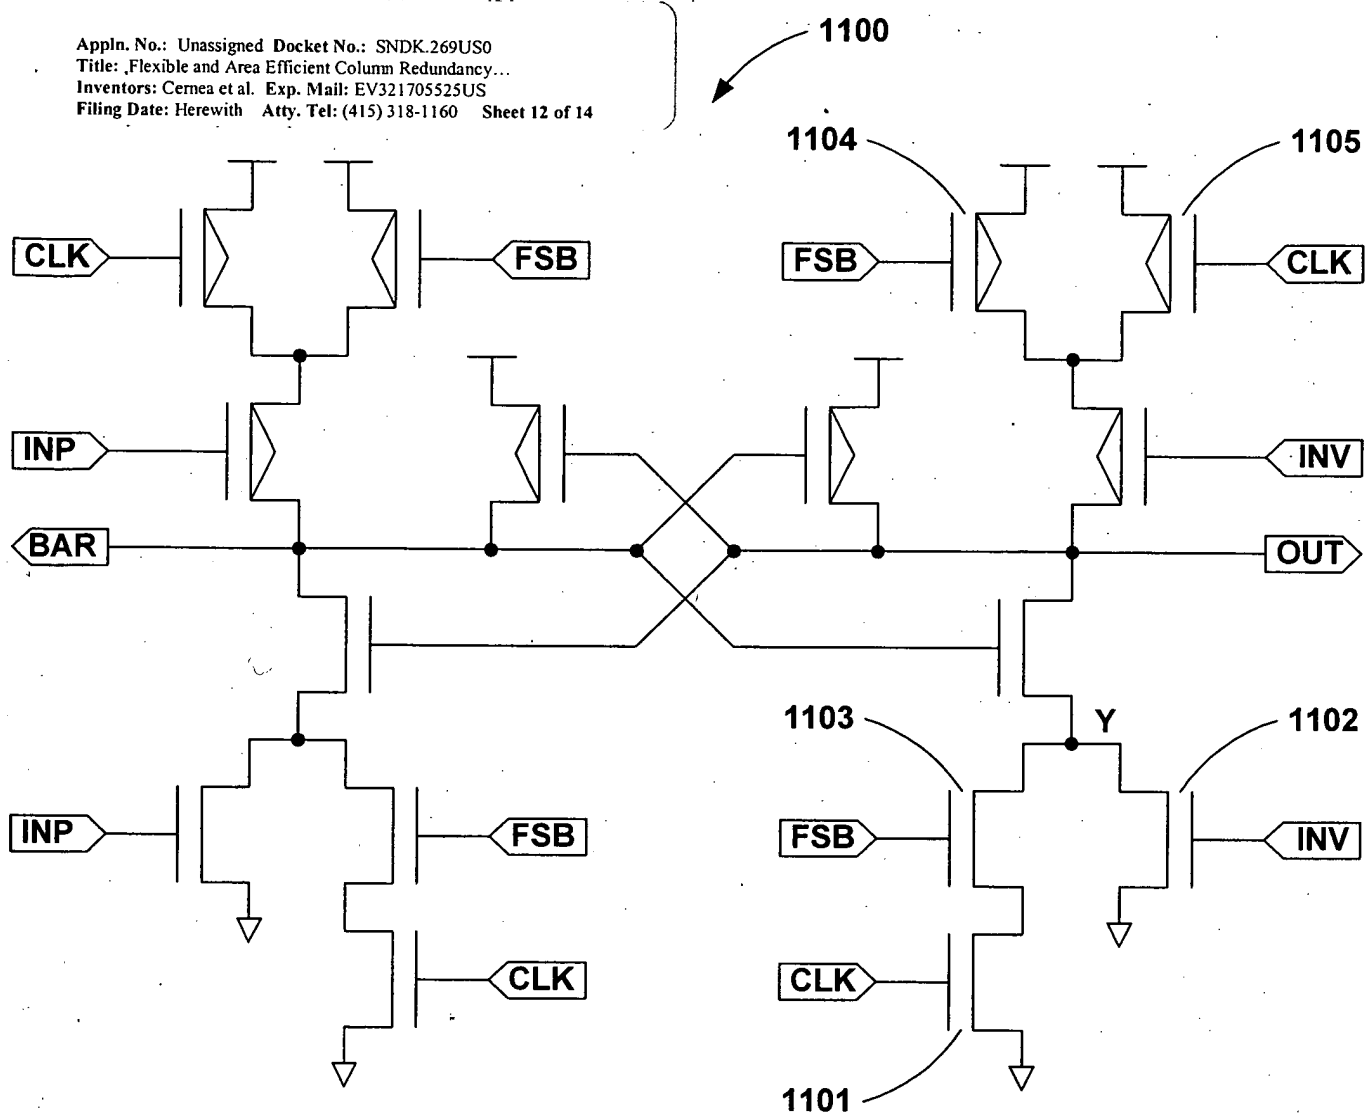 1100
Appln. No.: Unassigned Docket No.: SNDK.269US0
Title: Flexible and Area Efficient Column Redundancy...
Inventors: Cernea et al. Exp. Mail: EV321705525US
Filing Date: Herewith Atty. Tel: (415) 318-1160 Sheet 12 of 14
1104
1105
CLK
FSB
FSB
CLK
INP
INV
BAR
OUT
1103
Y
1102
INP
FSB
FSB
INV
CLK
CLK
1101